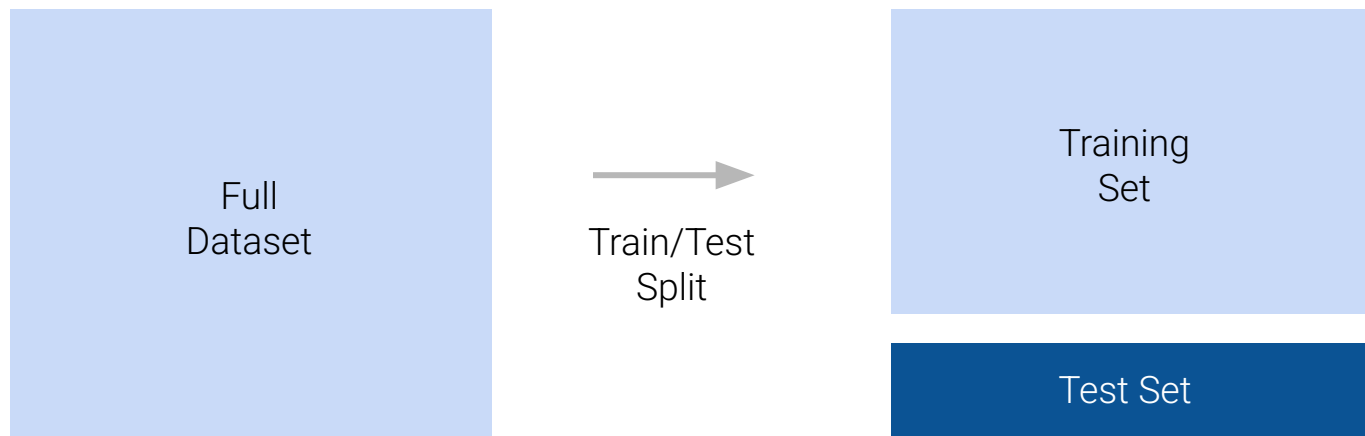 Full
Dataset
Train/Test
Split
Training
Set
Test Set